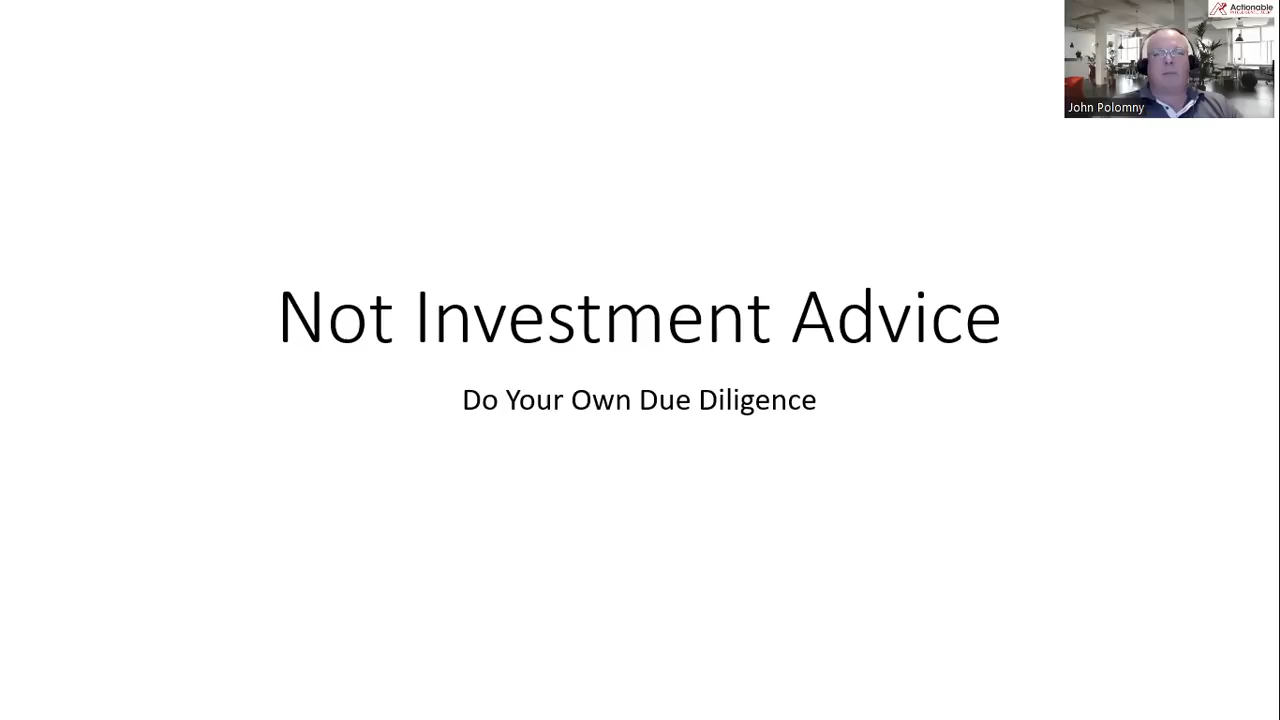 Actionable
John Polomny
Not Investment Advice
Do Your Own Due Diligence